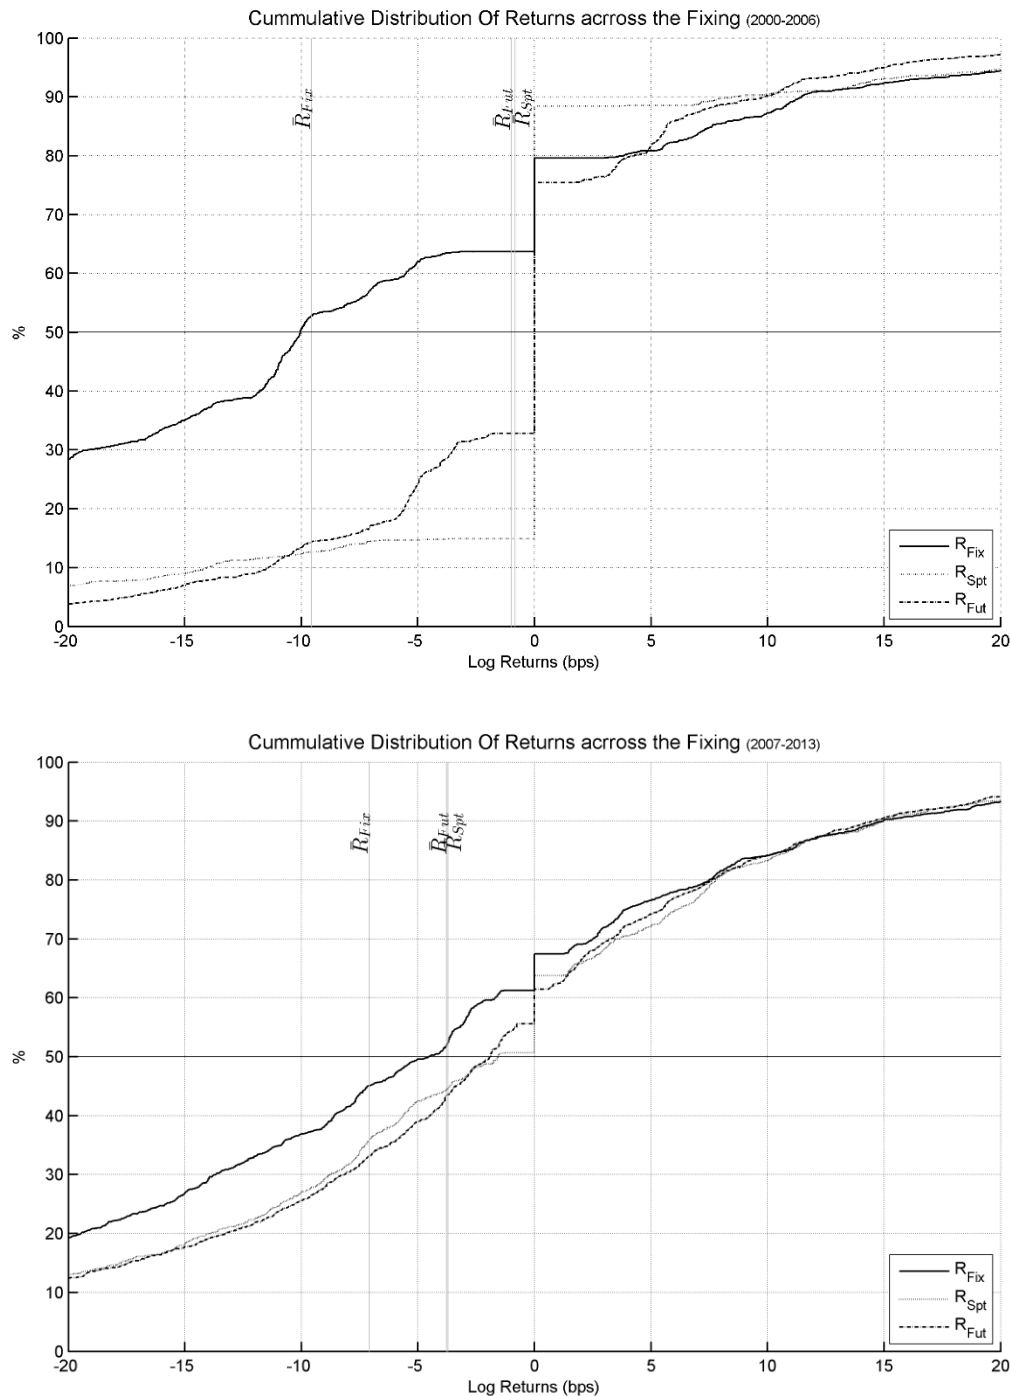 Cummulative Distribution Of Returns acrross the Fixing (2000-2006)
100
90
80
70
60
50
40
30
20
10
0
%
R̄Fix
R̄Fut
R̄Spt
RFix
RSpt
RFut
-20 -15 -10 -5 0 5 10 15 20
Log Returns (bps)
Cummulative Distribution Of Returns acrross the Fixing (2007-2013)
100
90
80
70
60
50
40
30
20
10
0
%
R̄Fix
R̄Fut
R̄Spt
RFix
RSpt
RFut
-20 -15 -10 -5 0 5 10 15 20
Log Returns (bps)